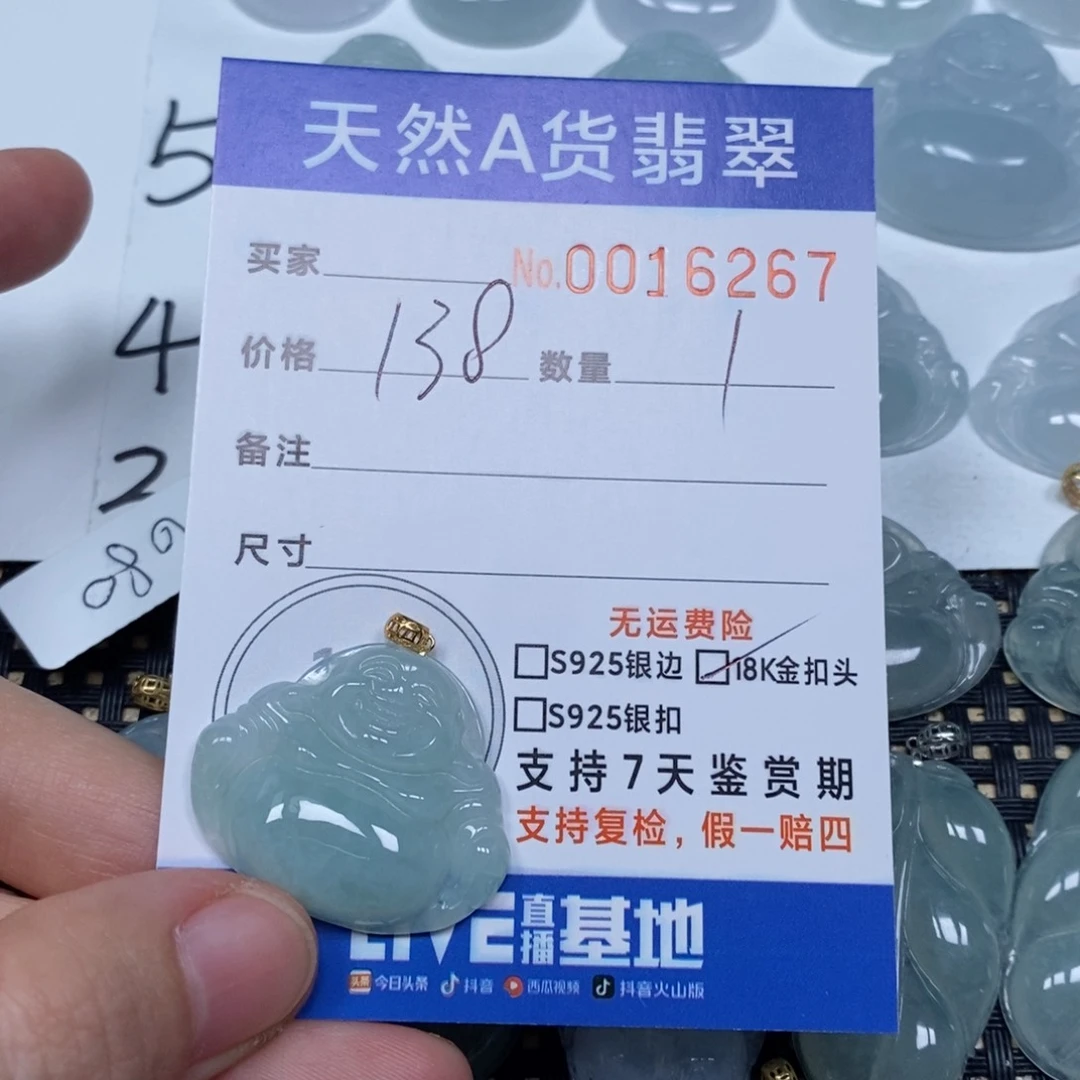 天然A货翡翠
买家 No.0016267
价格 138 数量 1
备注
尺寸
无运费险
S925银边 18K金扣头
S925银扣
支持7天鉴赏期
支持复检，假一赔四
LIVE直播基地
头条 今日头条 抖音 西瓜视频 抖音火山版
5
4
2